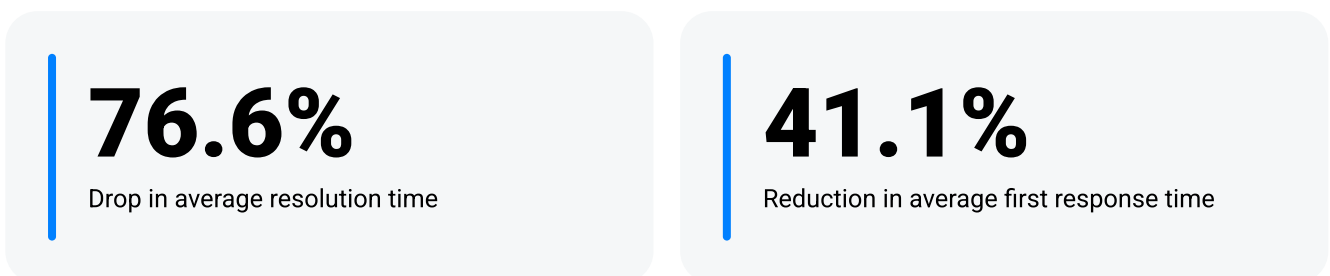 76.6%
Drop in average resolution time
41.1%
Reduction in average first response time